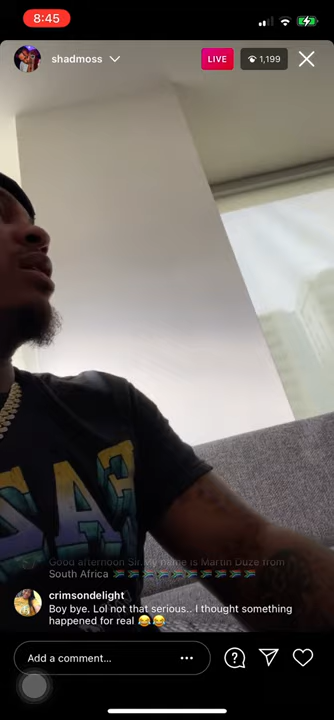 8:45
shadmoss
LIVE
1,199
Good afternoon Sir.My name is Martin Duze from
South Africa 🇿🇦🇿🇦🇿🇦🇿🇦🇿🇦🇿🇦🇿🇦🇿🇦🇿🇦🇿🇦
crimsondelight
Boy bye. Lol not that serious.. I thought something
happened for real 😂😂
Add a comment...